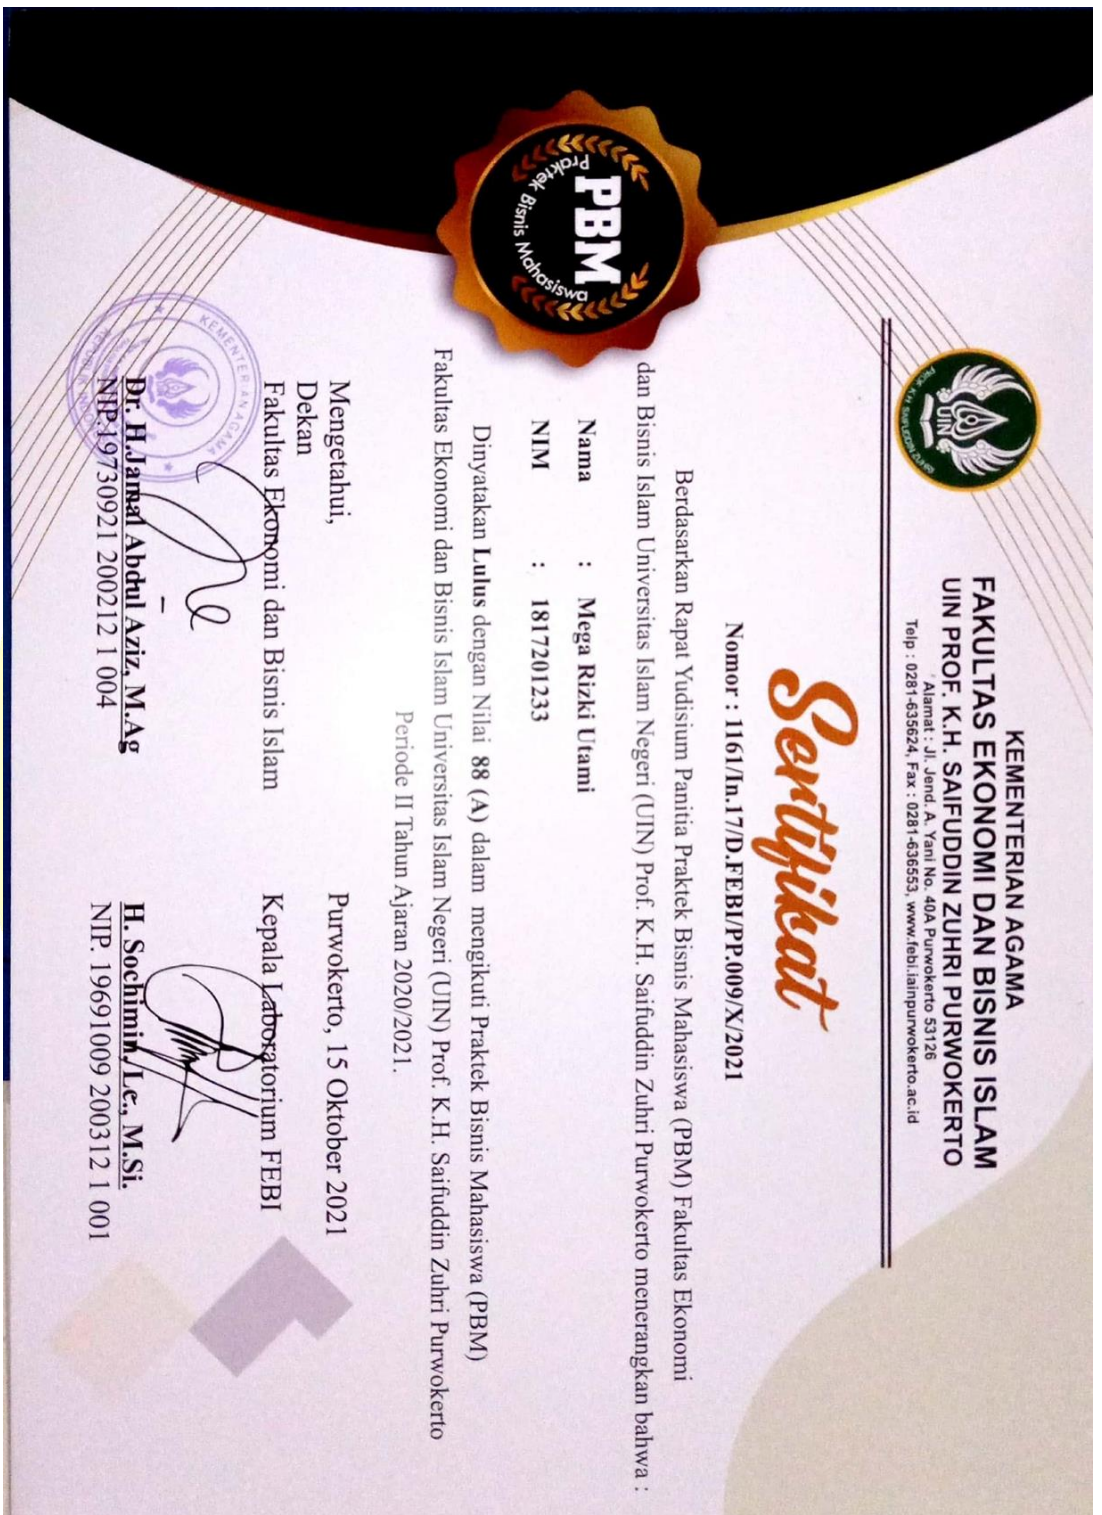 KEMENTERIAN AGAMA
FAKULTAS EKONOMI DAN BISNIS ISLAM
UIN PROF. K.H. SAIFUDDIN ZUHRI PURWOKERTO
Alamat : Jl. Jend. A. Yani No. 40A Purwokerto 53126
Telp : 0281-635624, Fax : 0281-636553, www.febi.iainpurwokerto.ac.id
UIN
PROF. K.H. SAIFUDDIN ZUHRI
Sertifikat
Nomor : 1161/In.17/D.FEBI/PP.009/X/2021
PBM
Praktek Bisnis Mahasiswa
Berdasarkan Rapat Yudisium Panitia Praktek Bisnis Mahasiswa (PBM) Fakultas Ekonomi
dan Bisnis Islam Universitas Islam Negeri (UIN) Prof. K.H. Saifuddin Zuhri Purwokerto menerangkan bahwa :
Nama : Mega Rizki Utami
NIM : 1817201233
Dinyatakan Lulus dengan Nilai 88 (A) dalam mengikuti Praktek Bisnis Mahasiswa (PBM)
Fakultas Ekonomi dan Bisnis Islam Universitas Islam Negeri (UIN) Prof. K.H. Saifuddin Zuhri Purwokerto
Periode II Tahun Ajaran 2020/2021.
Mengetahui,
Dekan
Fakultas Ekonomi dan Bisnis Islam
KEMENTERIAN AGAMA
Dr. H.Jamal Abdul Aziz, M.Ag
NIP.19730921 200212 1 004
Purwokerto, 15 Oktober 2021
Kepala Laboratorium FEBI
H. Sochimin, Lc., M.Si.
NIP. 19691009 200312 1 001